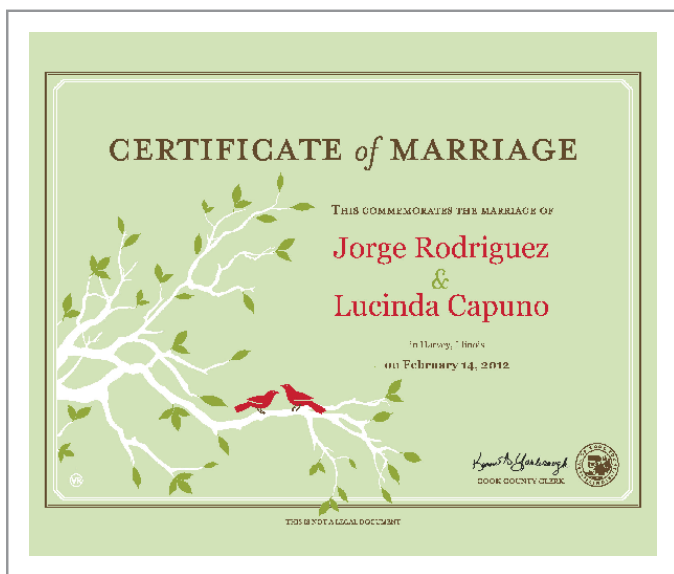 CERTIFICATE of MARRIAGE
THIS COMMEMORATES THE MARRIAGE OF
Jorge Rodriguez
&
Lucinda Capuno
in Harvey, Illinois
on February 14, 2012
COOK COUNTY CLERK
THIS IS NOT A LEGAL DOCUMENT